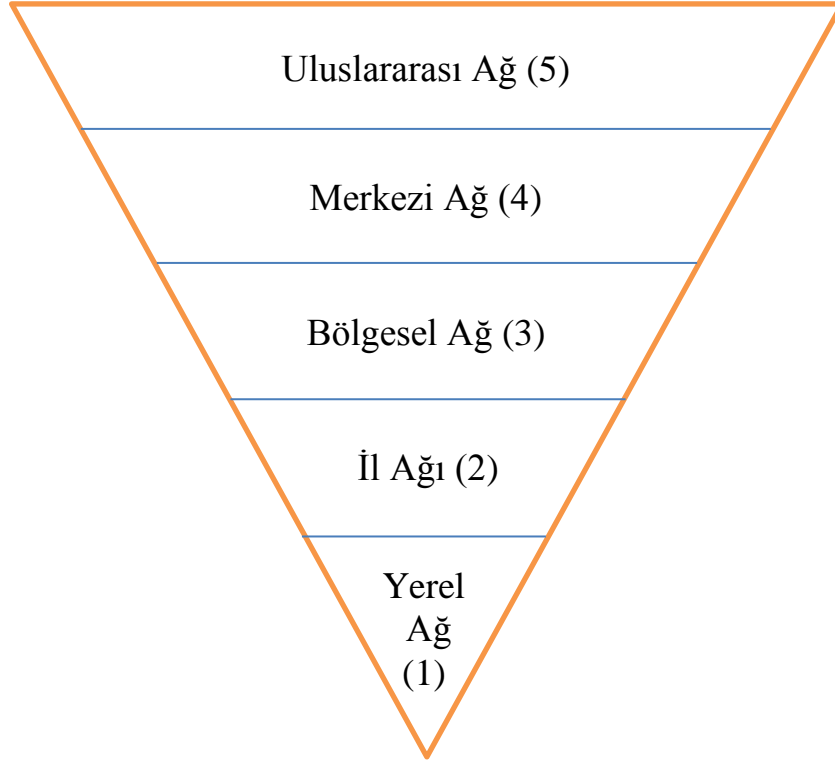 Uluslararası Ağ (5)
Merkezi Ağ (4)
Bölgesel Ağ (3)
İl Ağı (2)
Yerel
Ağ
(1)